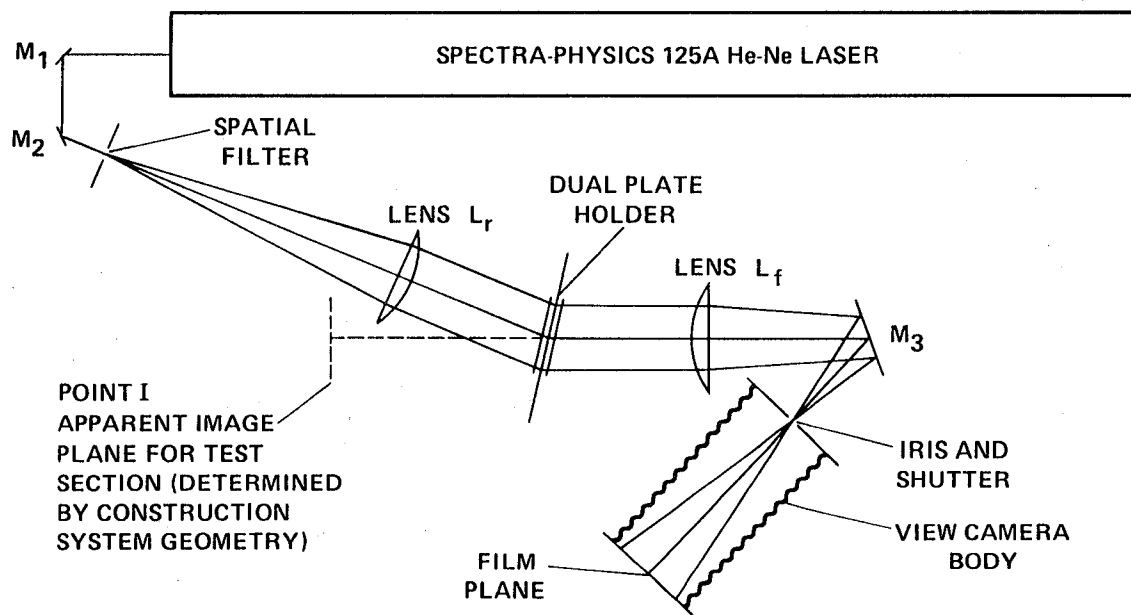 SPECTRA-PHYSICS 125A He-Ne LASER
M1
M2
SPATIAL
FILTER
LENS Lr
DUAL PLATE
HOLDER
LENS Lf
M3
POINT I
APPARENT IMAGE
PLANE FOR TEST
SECTION (DETERMINED
BY CONSTRUCTION
SYSTEM GEOMETRY)
IRIS AND
SHUTTER
VIEW CAMERA
BODY
FILM
PLANE